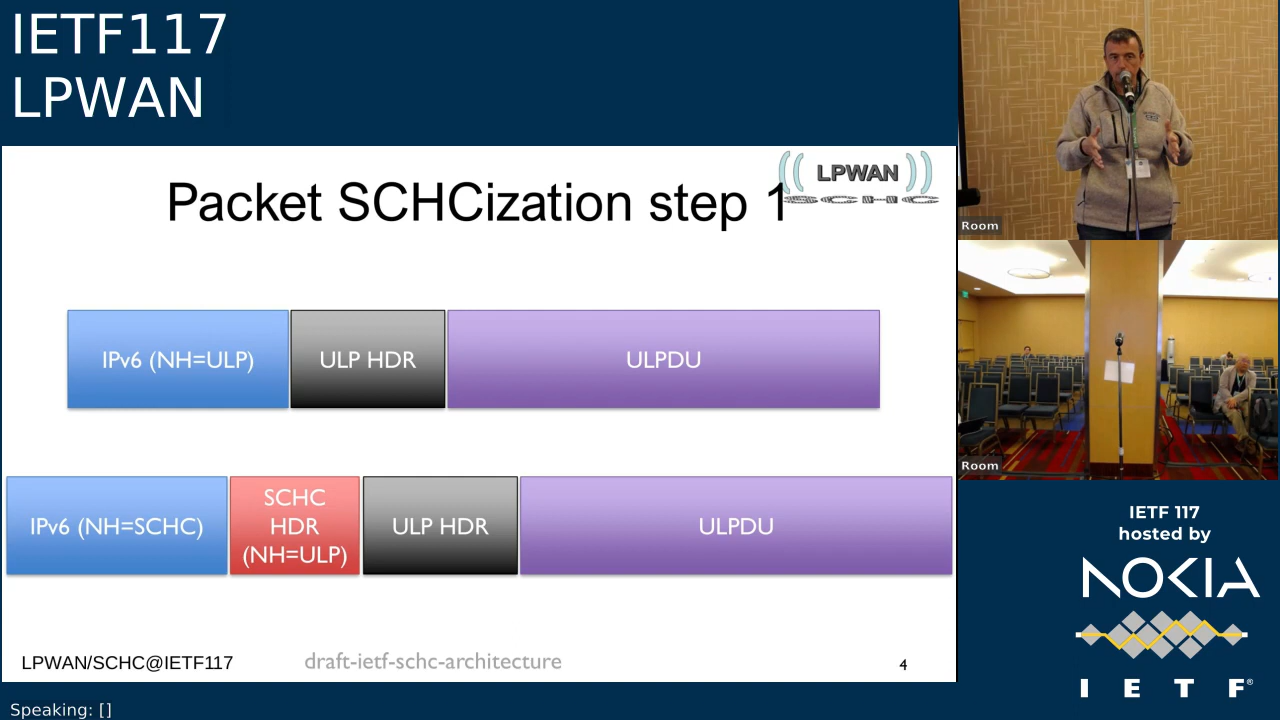 IETF117
LPWAN
Packet SCHCization step 1
LPWAN
SCHC
IPv6 (NH=ULP)
ULP HDR
ULPDU
IPv6 (NH=SCHC)
SCHC
HDR
(NH=ULP)
ULP HDR
ULPDU
LPWAN/SCHC@IETF117
draft-ietf-schc-architecture
4
Room
Room
IETF 117
hosted by
NOKIA
I E T F®
Speaking: []